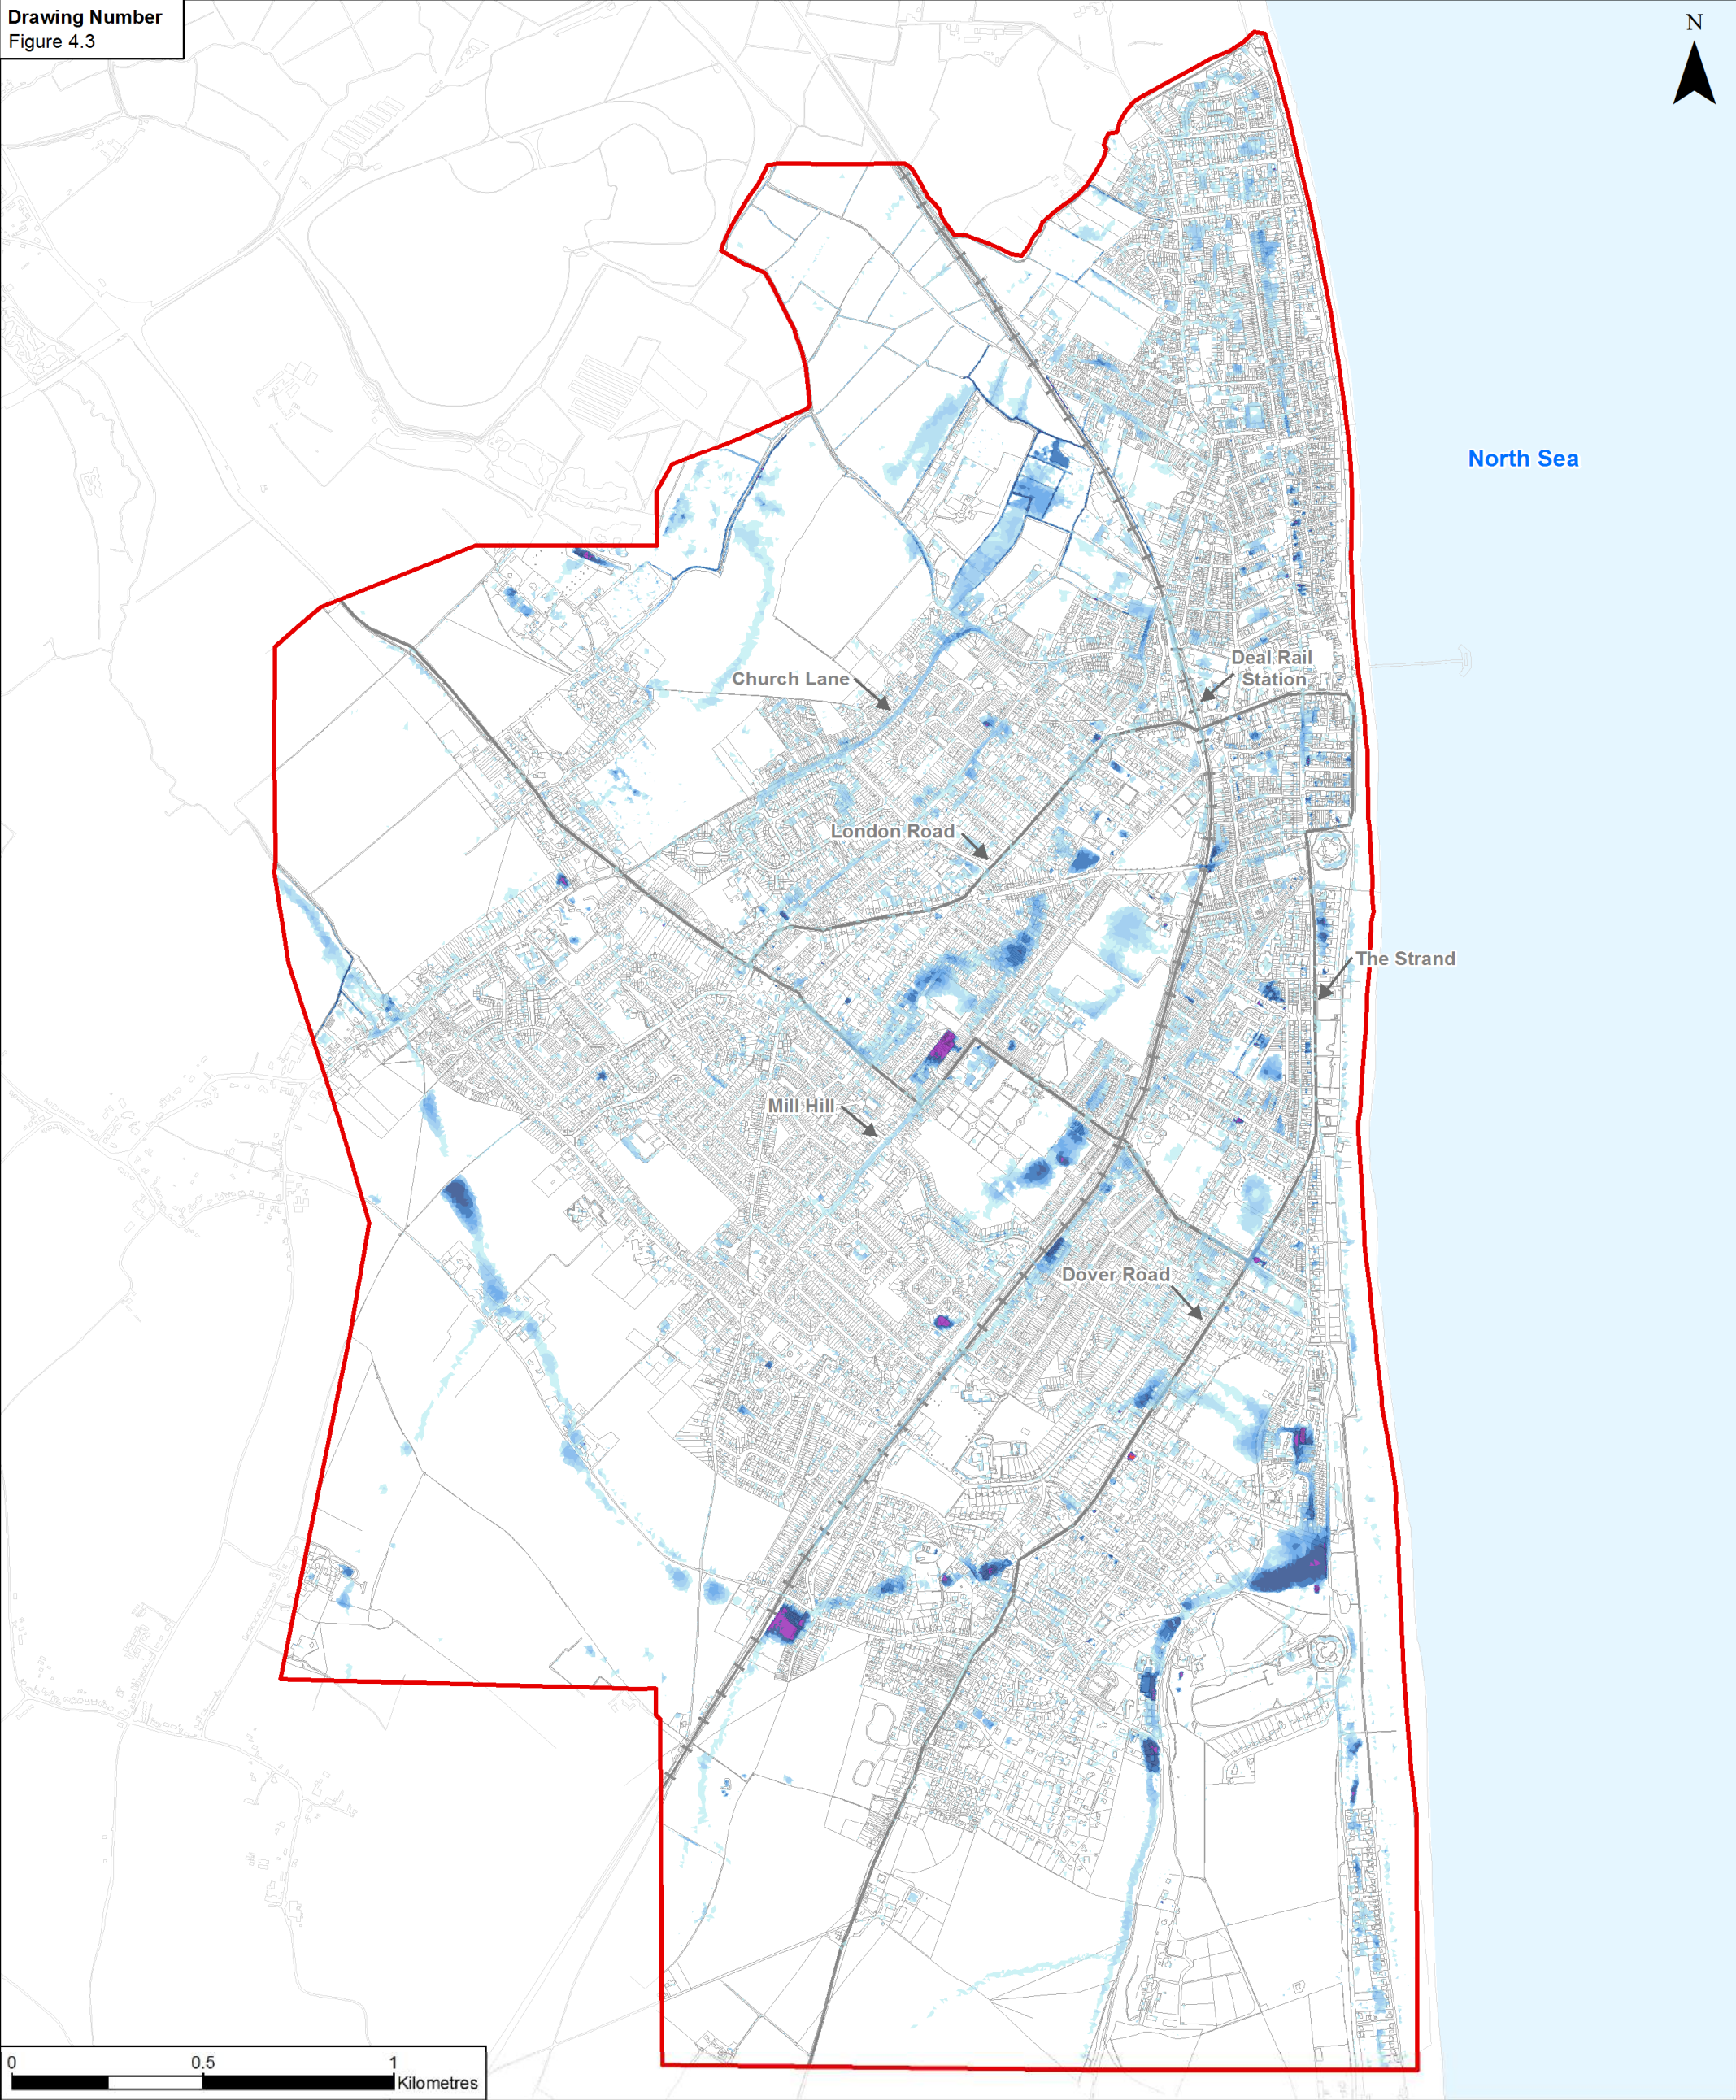 Drawing Number
Figure 4.3
N
North Sea
Deal Rail
Station
Church Lane
London Road
The Strand
Mill Hill
Dover Road
0 0.5 1
Kilometres